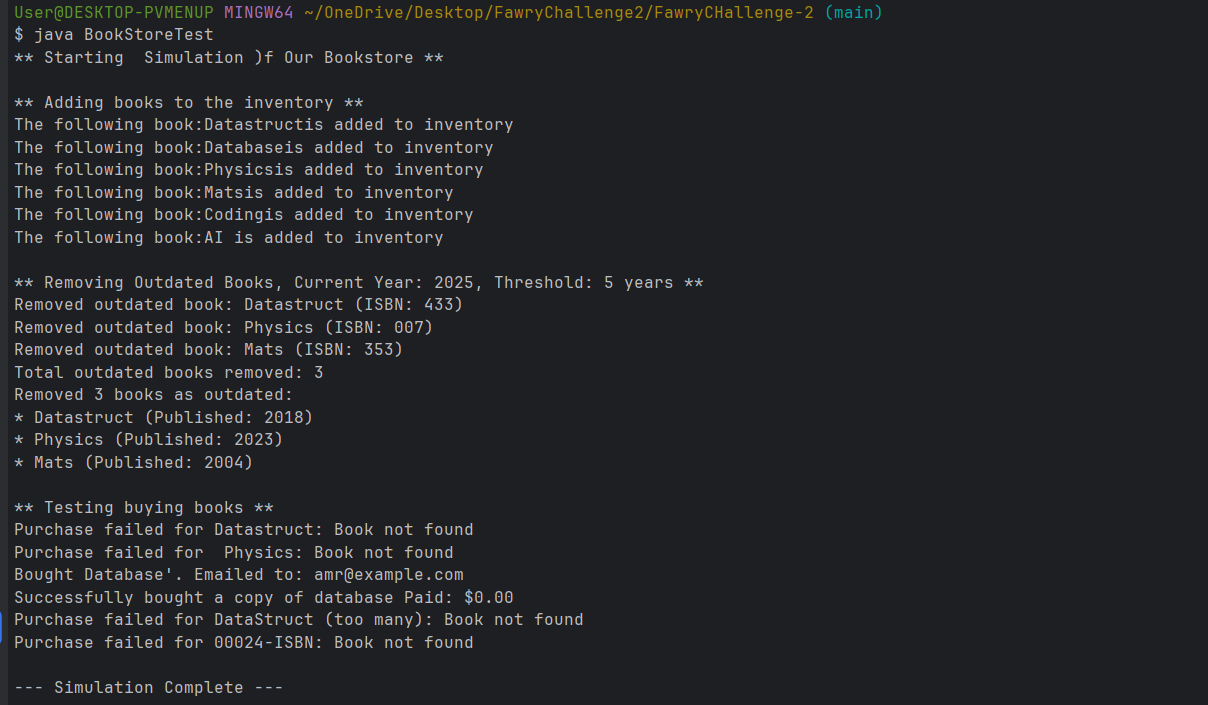 User@DESKTOP-PVMENUP MINGW64 ~/OneDrive/Desktop/FawryChallenge2/FawryCHallenge-2 (main)
$ java BookStoreTest
** Starting  Simulation )f Our Bookstore **
** Adding books to the inventory **
The following book:Datastructis added to inventory
The following book:Databaseis added to inventory
The following book:Physicsis added to inventory
The following book:Matsis added to inventory
The following book:Codingis added to inventory
The following book:AI is added to inventory
** Removing Outdated Books, Current Year: 2025, Threshold: 5 years **
Removed outdated book: Datastruct (ISBN: 433)
Removed outdated book: Physics (ISBN: 007)
Removed outdated book: Mats (ISBN: 353)
Total outdated books removed: 3
Removed 3 books as outdated:
* Datastruct (Published: 2018)
* Physics (Published: 2023)
* Mats (Published: 2004)
** Testing buying books **
Purchase failed for Datastruct: Book not found
Purchase failed for  Physics: Book not found
Bought Database'. Emailed to: amr@example.com
Successfully bought a copy of database Paid: $0.00
Purchase failed for DataStruct (too many): Book not found
Purchase failed for 00024-ISBN: Book not found
--- Simulation Complete ---